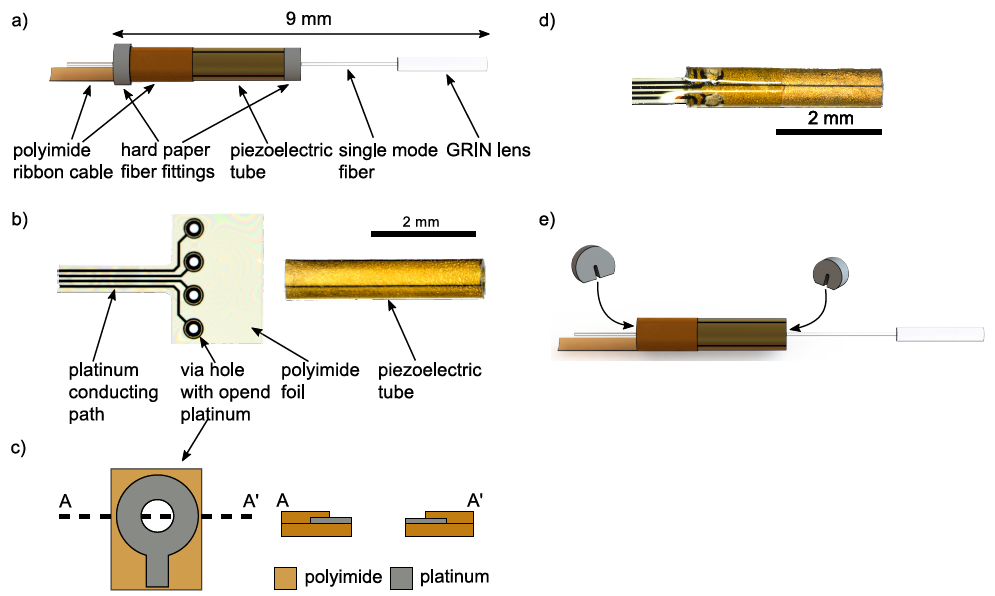 a)
9 mm
polyimide
ribbon cable
hard paper
fiber fittings
piezoelectric
tube
single mode
fiber
GRIN lens
b)
2 mm
platinum
conducting
path
via hole
with opend
platinum
polyimide
foil
piezoelectric
tube
c)
A A'
A A'
polyimide platinum
d)
2 mm
e)